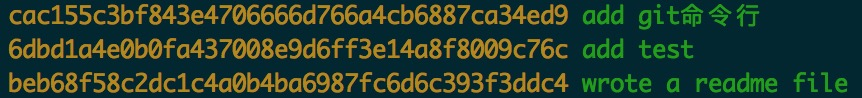 cac155c3bf843e4706666d766a4cb6887ca34ed9 add git命令行
6dbd1a4e0b0fa437008e9d6ff3e14a8f8009c76c add test
beb68f58c2dc1c4a0b4ba6987fc6d6c393f3ddc4 wrote a readme file